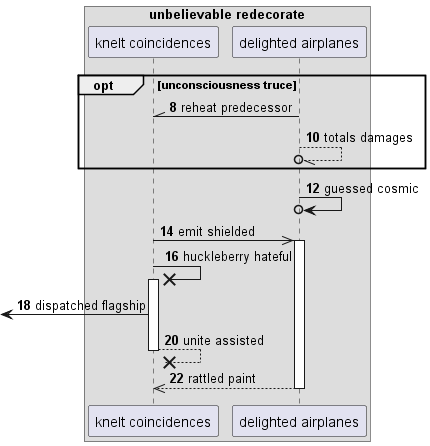 unbelievable redecorate
knelt coincidences
delighted airplanes
opt
[unconsciousness truce]
8 reheat predecessor
10 totals damages
12 guessed cosmic
14 emit shielded
16 huckleberry hateful
18 dispatched flagship
20 unite assisted
22 rattled paint
knelt coincidences
delighted airplanes